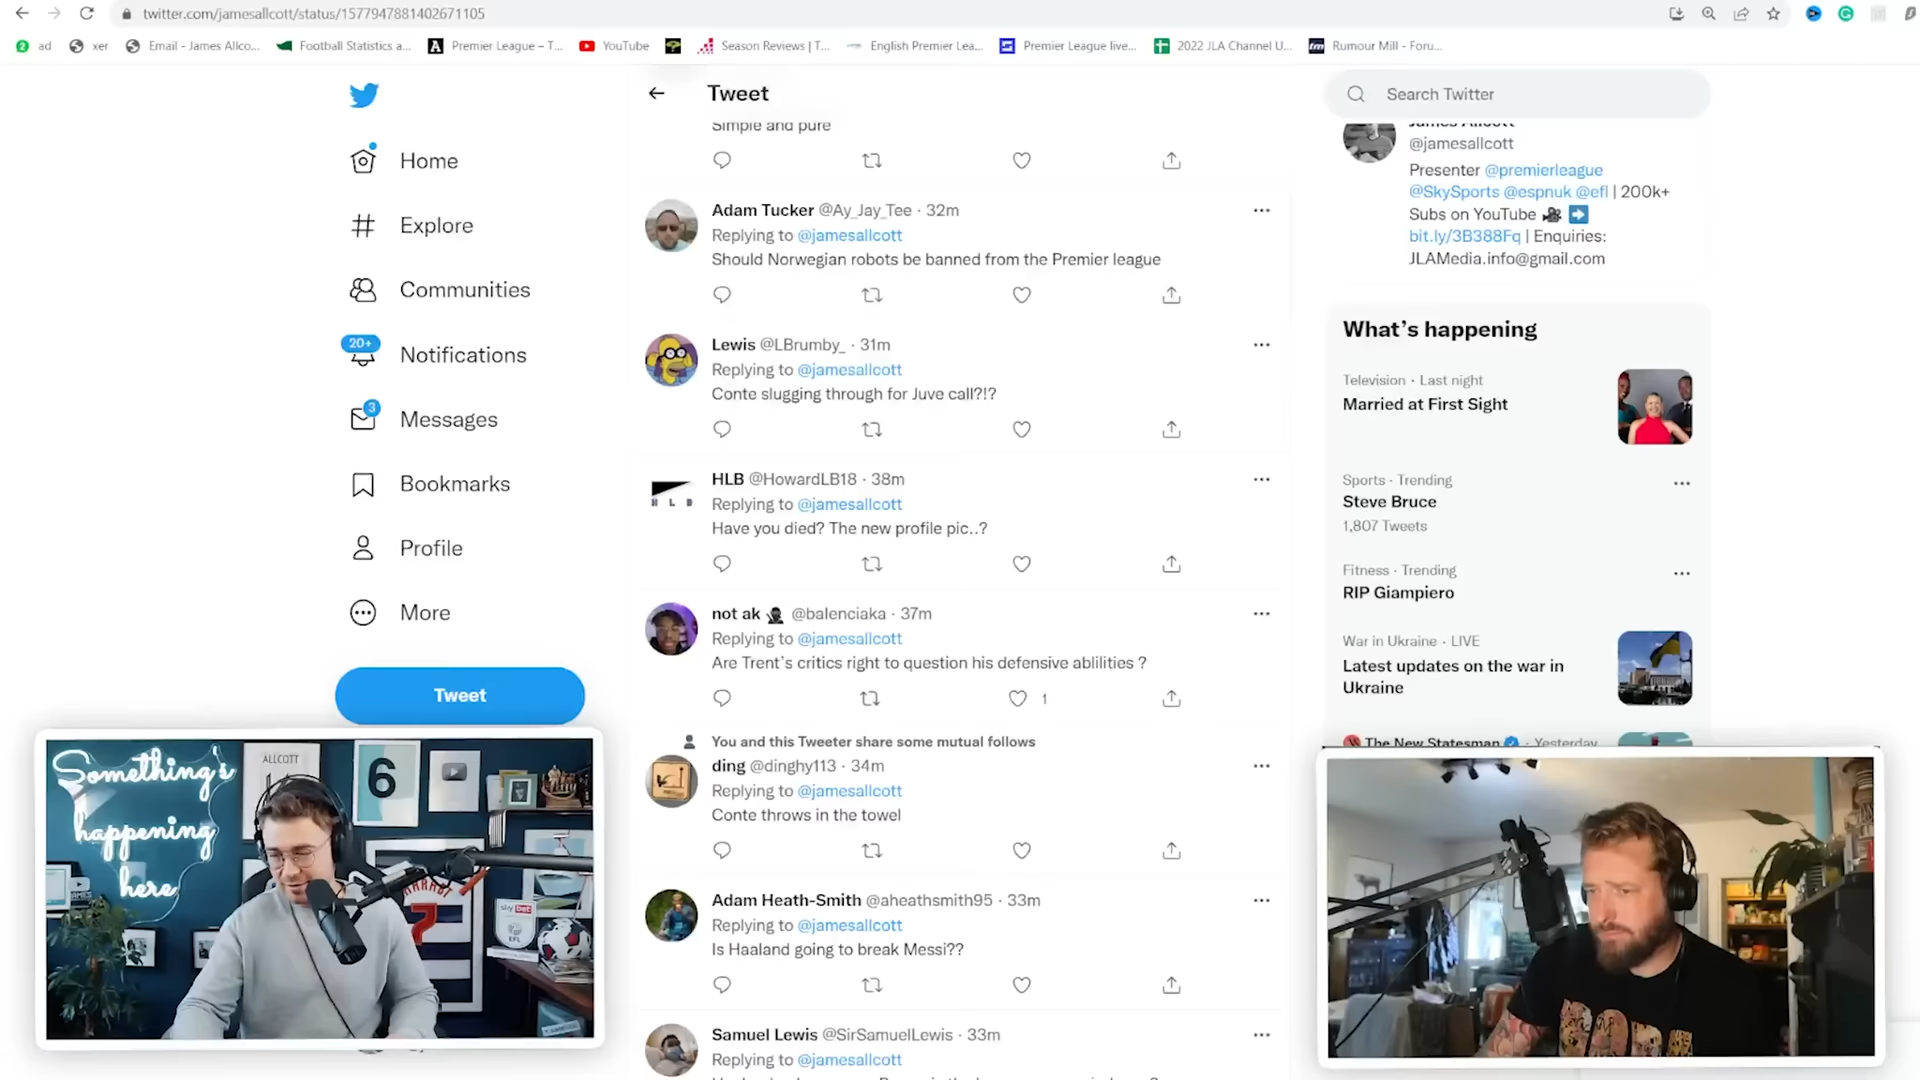 twitter.com/jamesallcott/status/1577947881402671105
ad
xer
Email - James Allco...
Football Statistics a...
Premier League – T...
YouTube
Season Reviews | T...
English Premier Lea...
Premier League live...
2022 JLA Channel U...
Rumour Mill - Foru...
Home
Explore
Communities
20+
Notifications
3
Messages
Bookmarks
Profile
More
Tweet
Tweet
Simple and pure
Adam Tucker @Ay_Jay_Tee · 32m
Replying to @jamesallcott
Should Norwegian robots be banned from the Premier league
Lewis @LBrumby_ · 31m
Replying to @jamesallcott
Conte slugging through for Juve call?!?
HLB
HLB @HowardLB18 · 38m
Replying to @jamesallcott
Have you died? The new profile pic..?
not ak @balenciaka · 37m
Replying to @jamesallcott
Are Trent's critics right to question his defensive ablilities ?
1
You and this Tweeter share some mutual follows
ding @dinghy113 · 34m
Replying to @jamesallcott
Conte throws in the towel
Adam Heath-Smith @aheathsmith95 · 33m
Replying to @jamesallcott
Is Haaland going to break Messi??
Samuel Lewis @SirSamuelLewis · 33m
Replying to @jamesallcott
Search Twitter
James Allcott
@jamesallcott
Presenter @premierleague
@SkySports @espnuk @efl | 200k+
Subs on YouTube
bit.ly/3B388Fq | Enquiries:
JLAMedia.info@gmail.com
What's happening
Television · Last night
Married at First Sight
Sports · Trending
Steve Bruce
1,807 Tweets
Fitness · Trending
RIP Giampiero
War in Ukraine · LIVE
Latest updates on the war in
Ukraine
The New Statesman · Yesterday
Something's
happening
here
ALLCOTT
6
7
sky bet
EFL